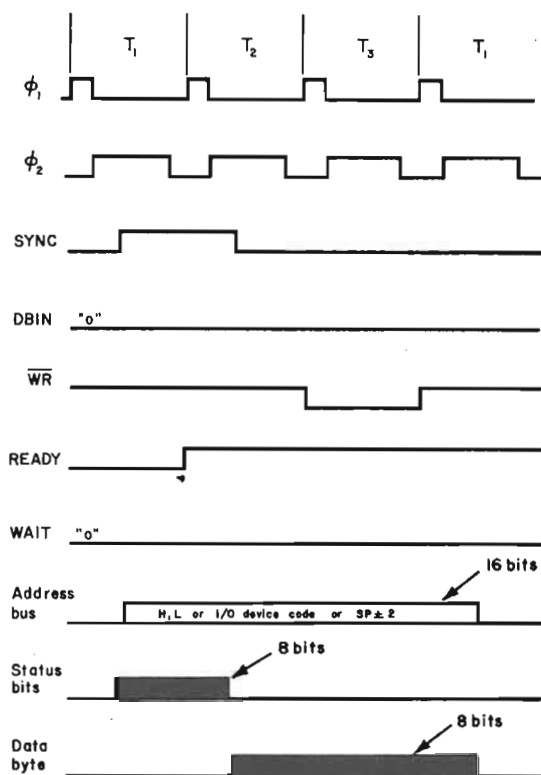 T₁ T₂ T₃ T₁
ϕ₁
ϕ₂
SYNC
DBIN "0"
W̅R̅
READY
WAIT "0"
16 bits
Address
bus
H, L or I/O device code or SP ± 2
8 bits
Status
bits
8 bits
Data
byte